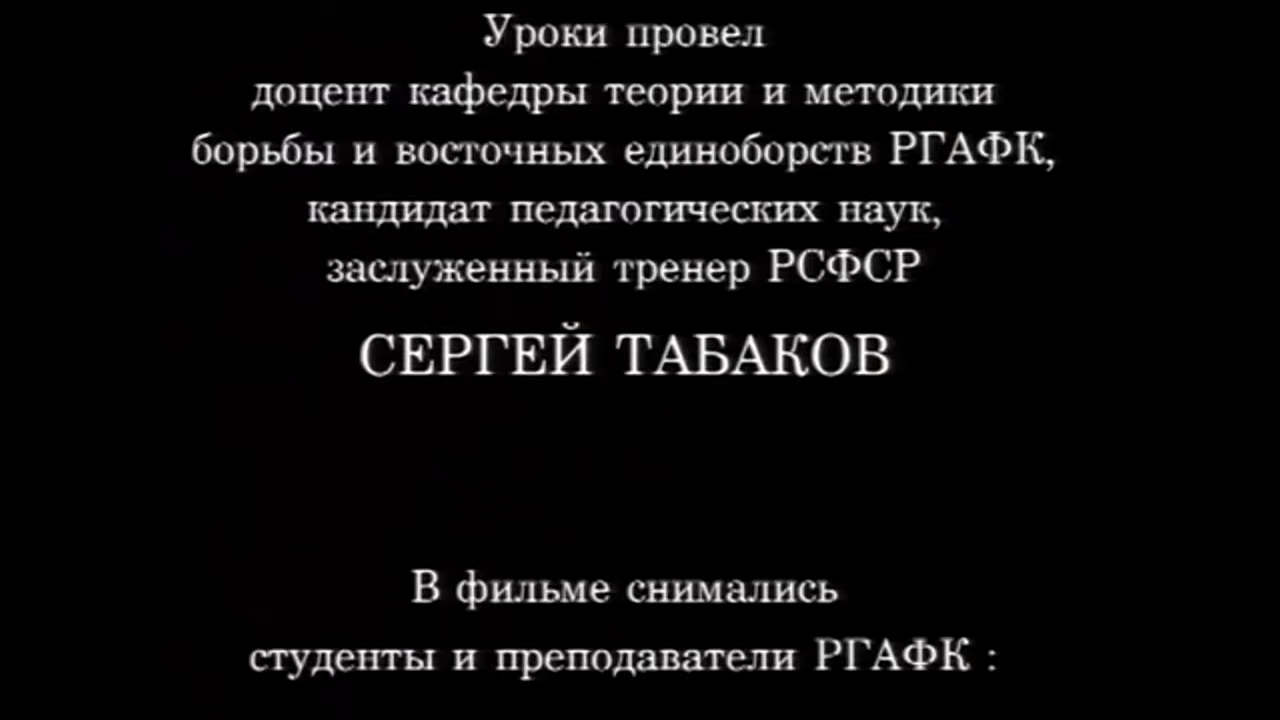 Уроки провел
доцент кафедры теории и методики
борьбы и восточных единоборств РГАФК,
кандидат педагогических наук,
заслуженный тренер РСФСР
СЕРГЕЙ ТАБАКОВ
В фильме снимались
студенты и преподаватели РГАФК :